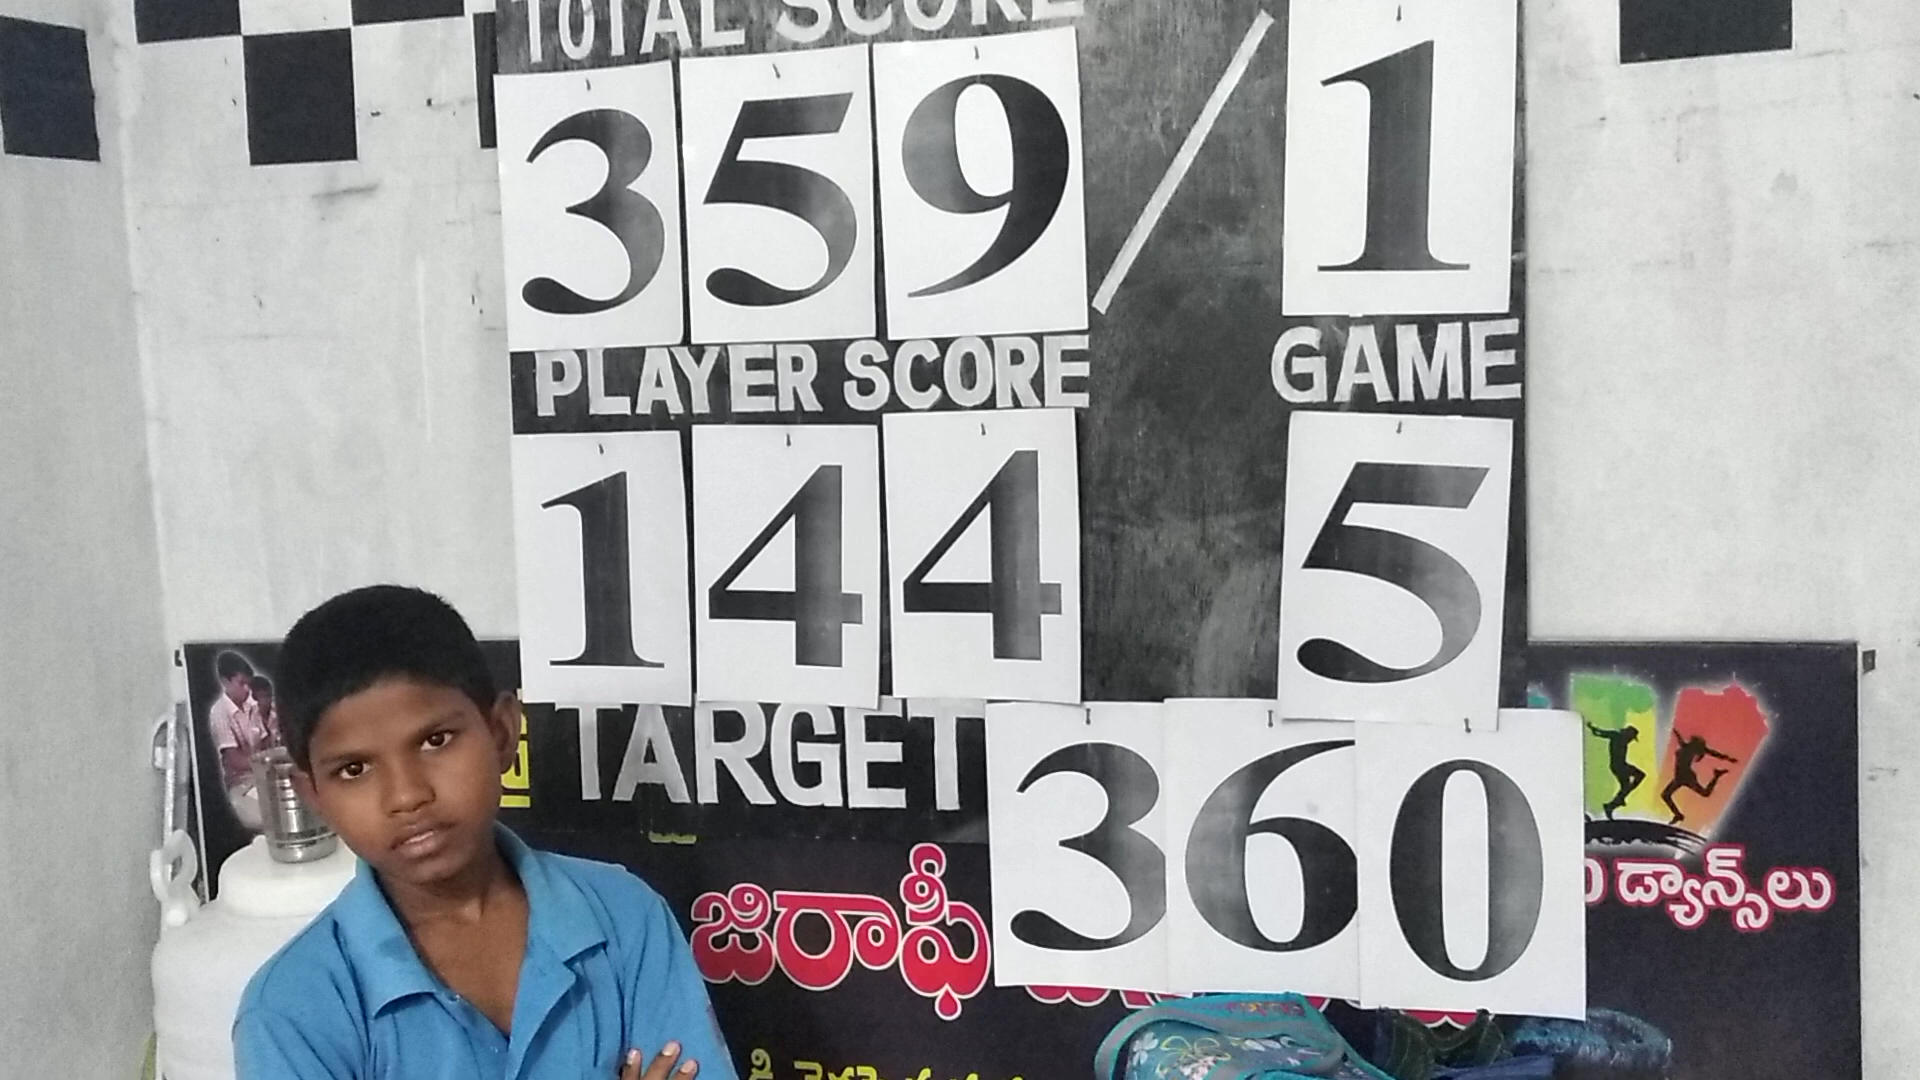 TOTAL SCORE
359/1
PLAYER SCORE GAME
144 5
TARGET 360
జిరాఫీ
డ్యాన్స్‌లు